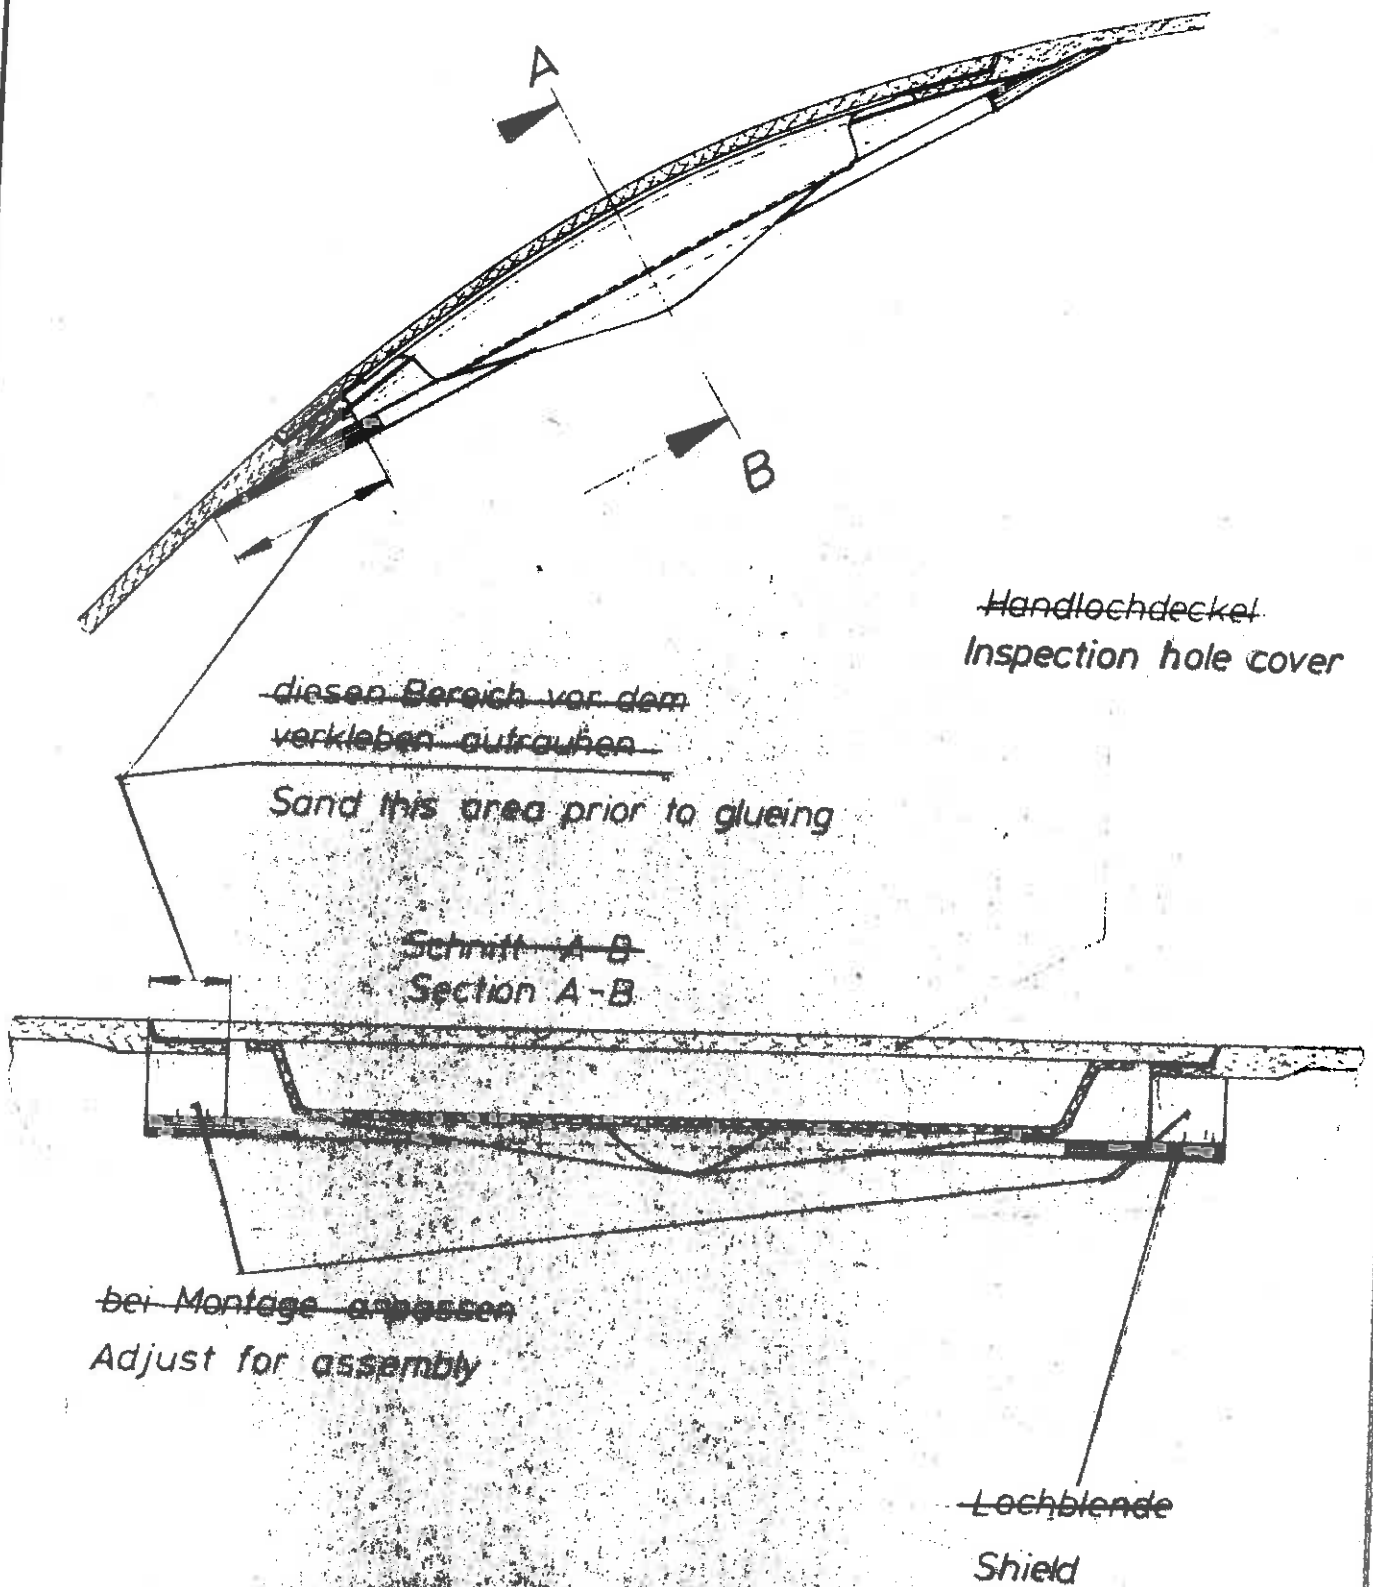 A
B
Handlochdeckel
Inspection hole cover
diesen Bereich vor dem
verkleben aufrauhen
Sand this area prior to glueing
Schnitt A-B
Section A-B
bei Montage anpassen
Adjust for assembly
Lochblende
Shield